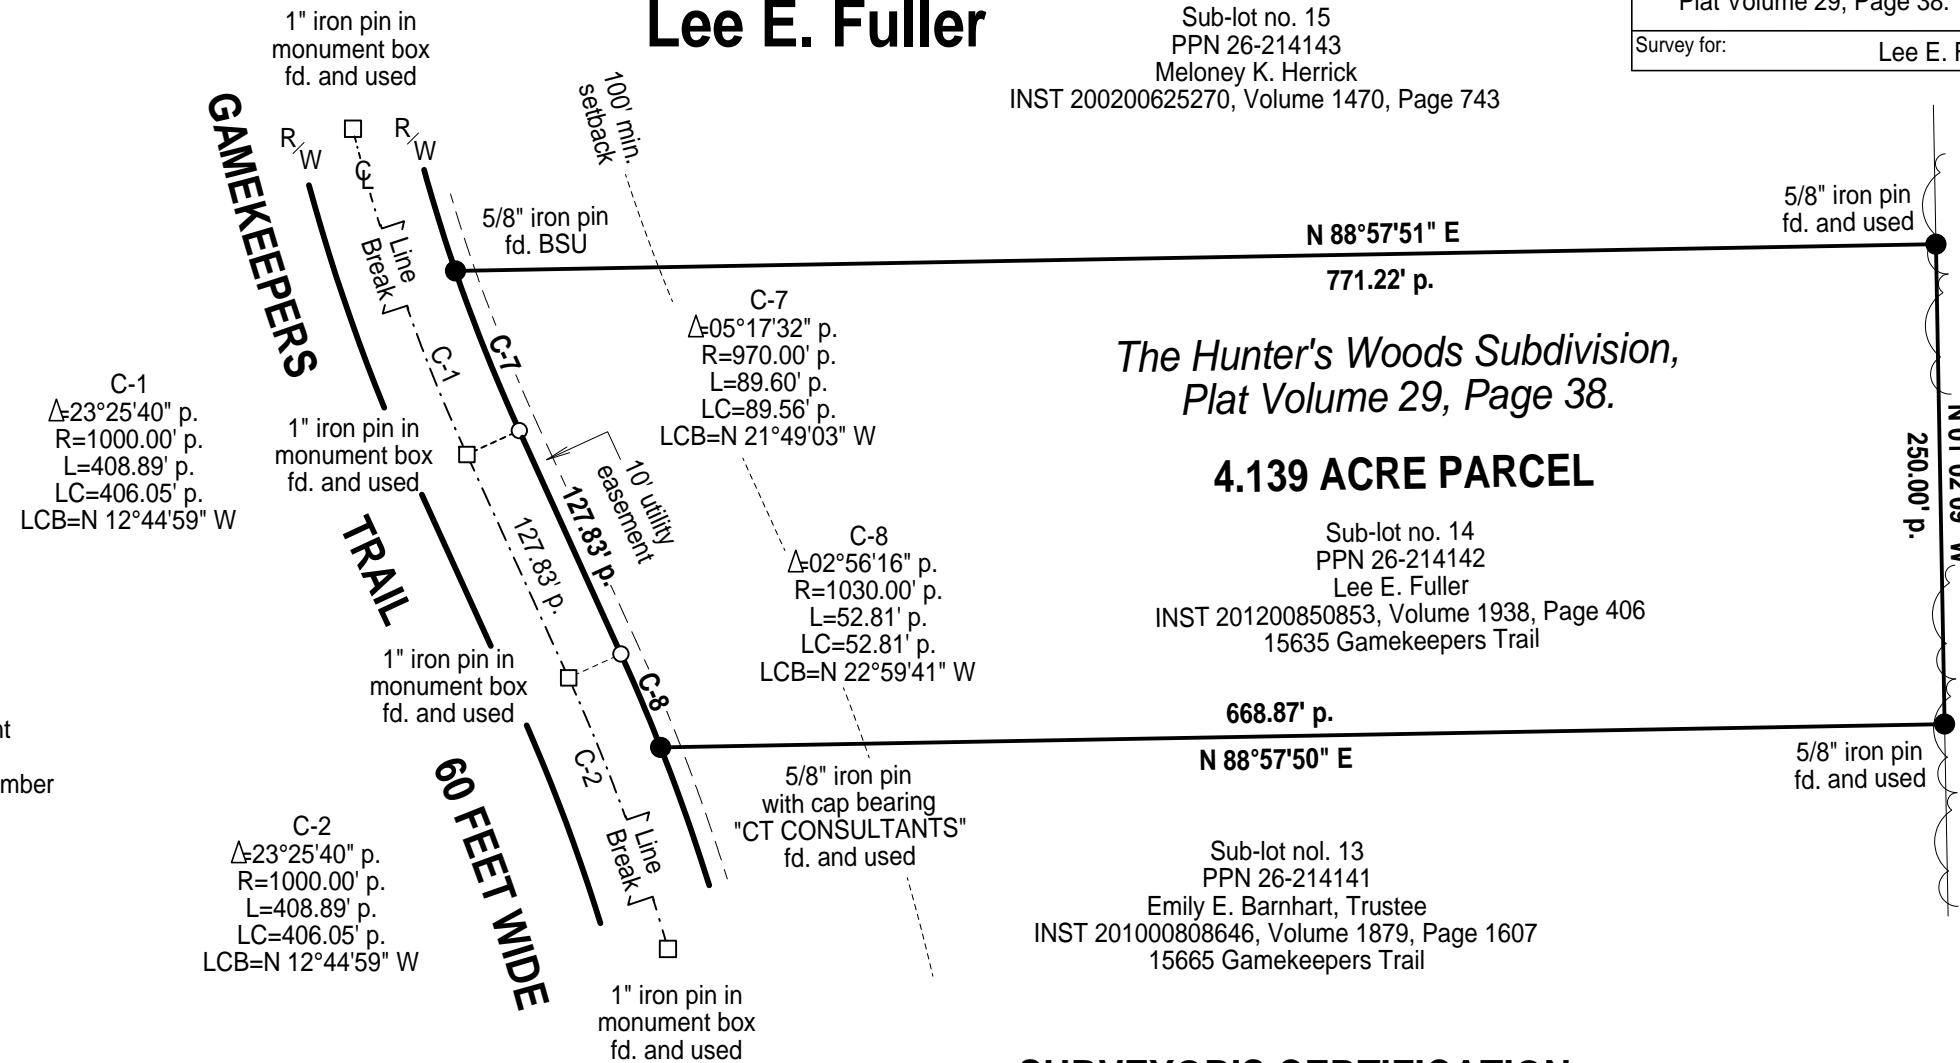 Lee E. Fuller
Plat Volume 29, Page 38.
Survey for:
Lee E. F
1" iron pin in
monument box
fd. and used
Sub-lot no. 15
PPN 26-214143
Meloney K. Herrick
INST 200200625270, Volume 1470, Page 743
100' min.
setback
R/W
R/W
CL
GAMEKEEPERS
Line
Break
5/8" iron pin
fd. BSU
N 88°57'51" E
771.22' p.
5/8" iron pin
fd. and used
C-7
Δ=05°17'32" p.
R=970.00' p.
L=89.60' p.
LC=89.56' p.
LCB=N 21°49'03" W
C-7
C-1
C-1
Δ=23°25'40" p.
R=1000.00' p.
L=408.89' p.
LC=406.05' p.
LCB=N 12°44'59" W
1" iron pin in
monument box
fd. and used
The Hunter's Woods Subdivision,
Plat Volume 29, Page 38.
4.139 ACRE PARCEL
Sub-lot no. 14
PPN 26-214142
Lee E. Fuller
INST 201200850853, Volume 1938, Page 406
15635 Gamekeepers Trail
N 01°02'09" W
250.00' p.
10' utility
easement
127.83' p.
127.83' p.
TRAIL
C-8
Δ=02°56'16" p.
R=1030.00' p.
L=52.81' p.
LC=52.81' p.
LCB=N 22°59'41" W
1" iron pin in
monument box
fd. and used
C-8
C-2
668.87' p.
N 88°57'50" E
5/8" iron pin
fd. and used
nt
mber
60 FEET WIDE
5/8" iron pin
with cap bearing
"CT CONSULTANTS"
fd. and used
Line
Break
C-2
Δ=23°25'40" p.
R=1000.00' p.
L=408.89' p.
LC=406.05' p.
LCB=N 12°44'59" W
Sub-lot nol. 13
PPN 26-214141
Emily E. Barnhart, Trustee
INST 201000808646, Volume 1879, Page 1607
15665 Gamekeepers Trail
1" iron pin in
monument box
fd. and used
SURVEYOR'S CERTIFICATION